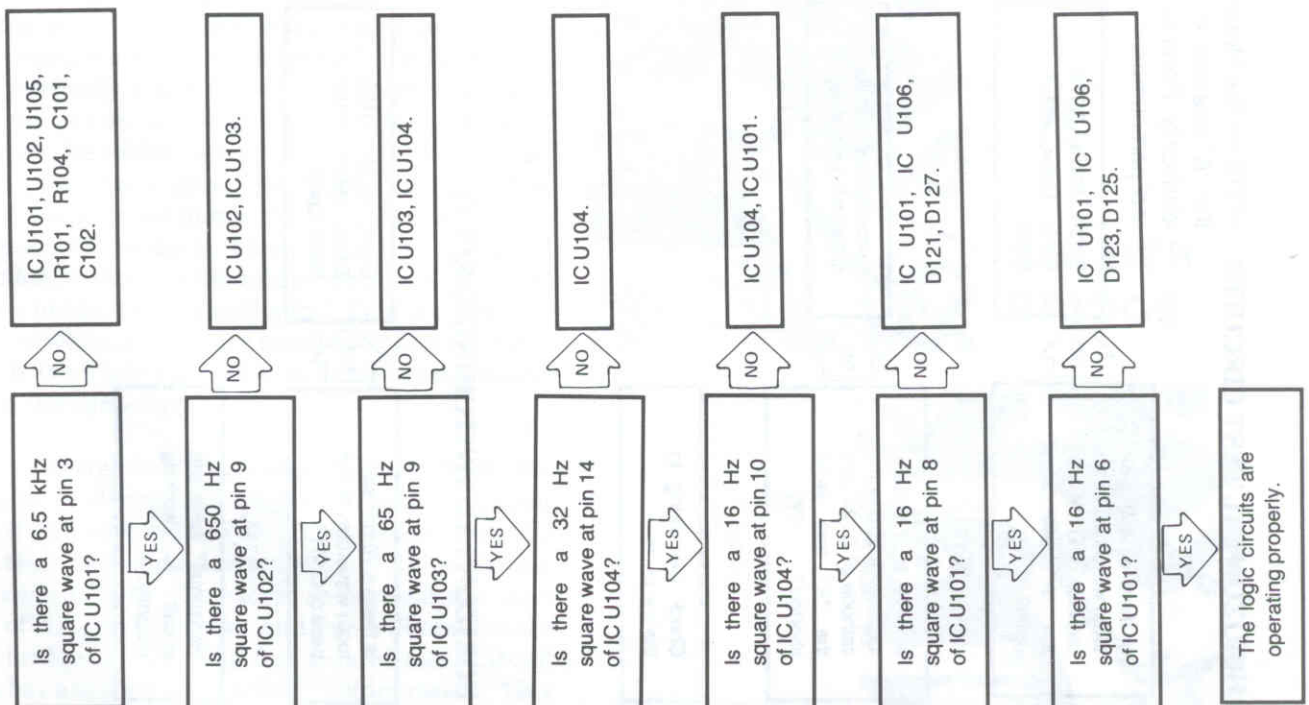 Is there a 6.5 kHz
square wave at pin 3
of IC U101?
NO
IC U101, U102, U105,
R101, R104, C101,
C102.
YES
Is there a 650 Hz
square wave at pin 9
of IC U102?
NO
IC U102, IC U103.
YES
Is there a 65 Hz
square wave at pin 9
of IC U103?
NO
IC U103, IC U104.
YES
Is there a 32 Hz
square wave at pin 14
of IC U104?
NO
IC U104.
YES
Is there a 16 Hz
square wave at pin 10
of IC U104?
NO
IC U104, IC U101.
YES
Is there a 16 Hz
square wave at pin 8
of IC U101?
NO
IC U101, IC U106,
D121, D127.
YES
Is there a 16 Hz
square wave at pin 6
of IC U101?
NO
IC U101, IC U106,
D123, D125.
YES
The logic circuits are
operating properly.